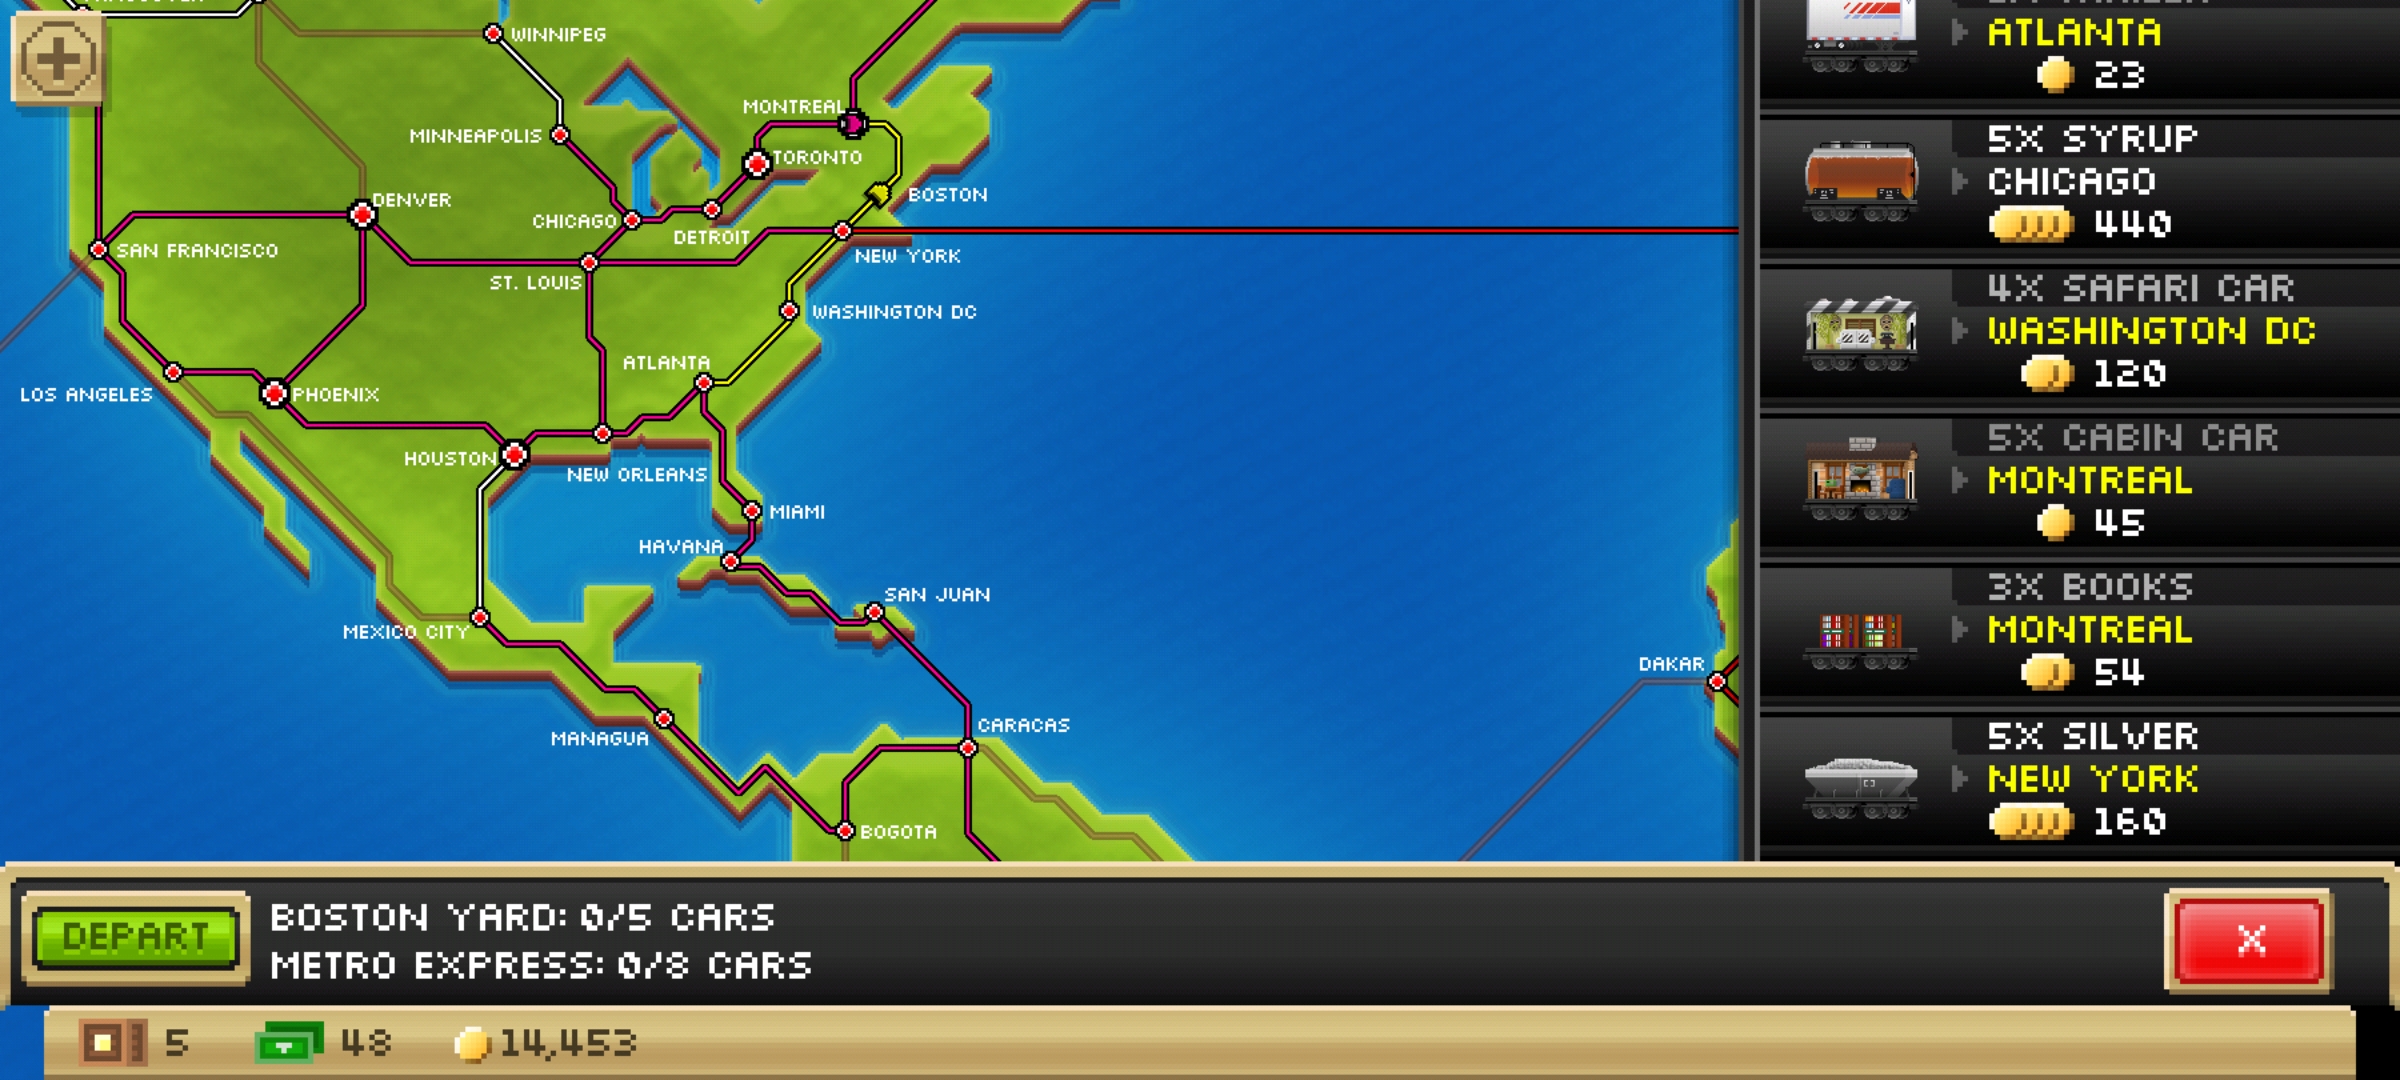 WINNIPEG
MONTREAL
MINNEAPOLIS
TORONTO
DENVER
BOSTON
CHICAGO
DETROIT
SAN FRANCISCO
NEW YORK
ST. LOUIS
WASHINGTON DC
ATLANTA
LOS ANGELES
PHOENIX
HOUSTON
NEW ORLEANS
MIAMI
HAVANA
SAN JUAN
MEXICO CITY
DAKAR
CARACAS
MANAGUA
BOGOTA
ATLANTA
23
5X SYRUP
CHICAGO
440
4X SAFARI CAR
WASHINGTON DC
120
5X CABIN CAR
MONTREAL
45
3X BOOKS
MONTREAL
54
5X SILVER
NEW YORK
160
DEPART
BOSTON YARD: 0/5 CARS
METRO EXPRESS: 0/8 CARS
X
5
48
14,453